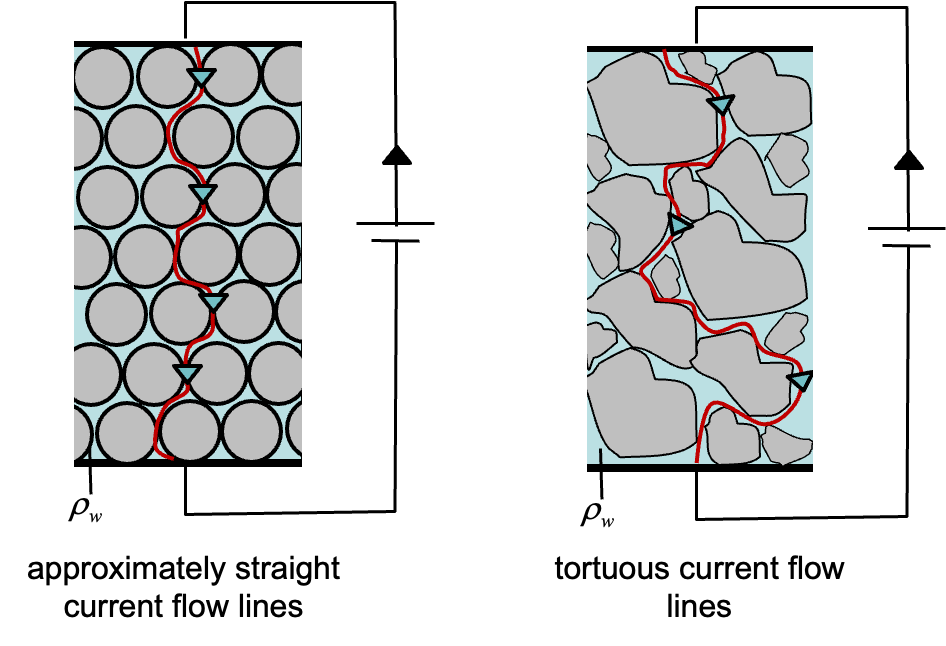 ρw
ρw
approximately straight
current flow lines
tortuous current flow
lines